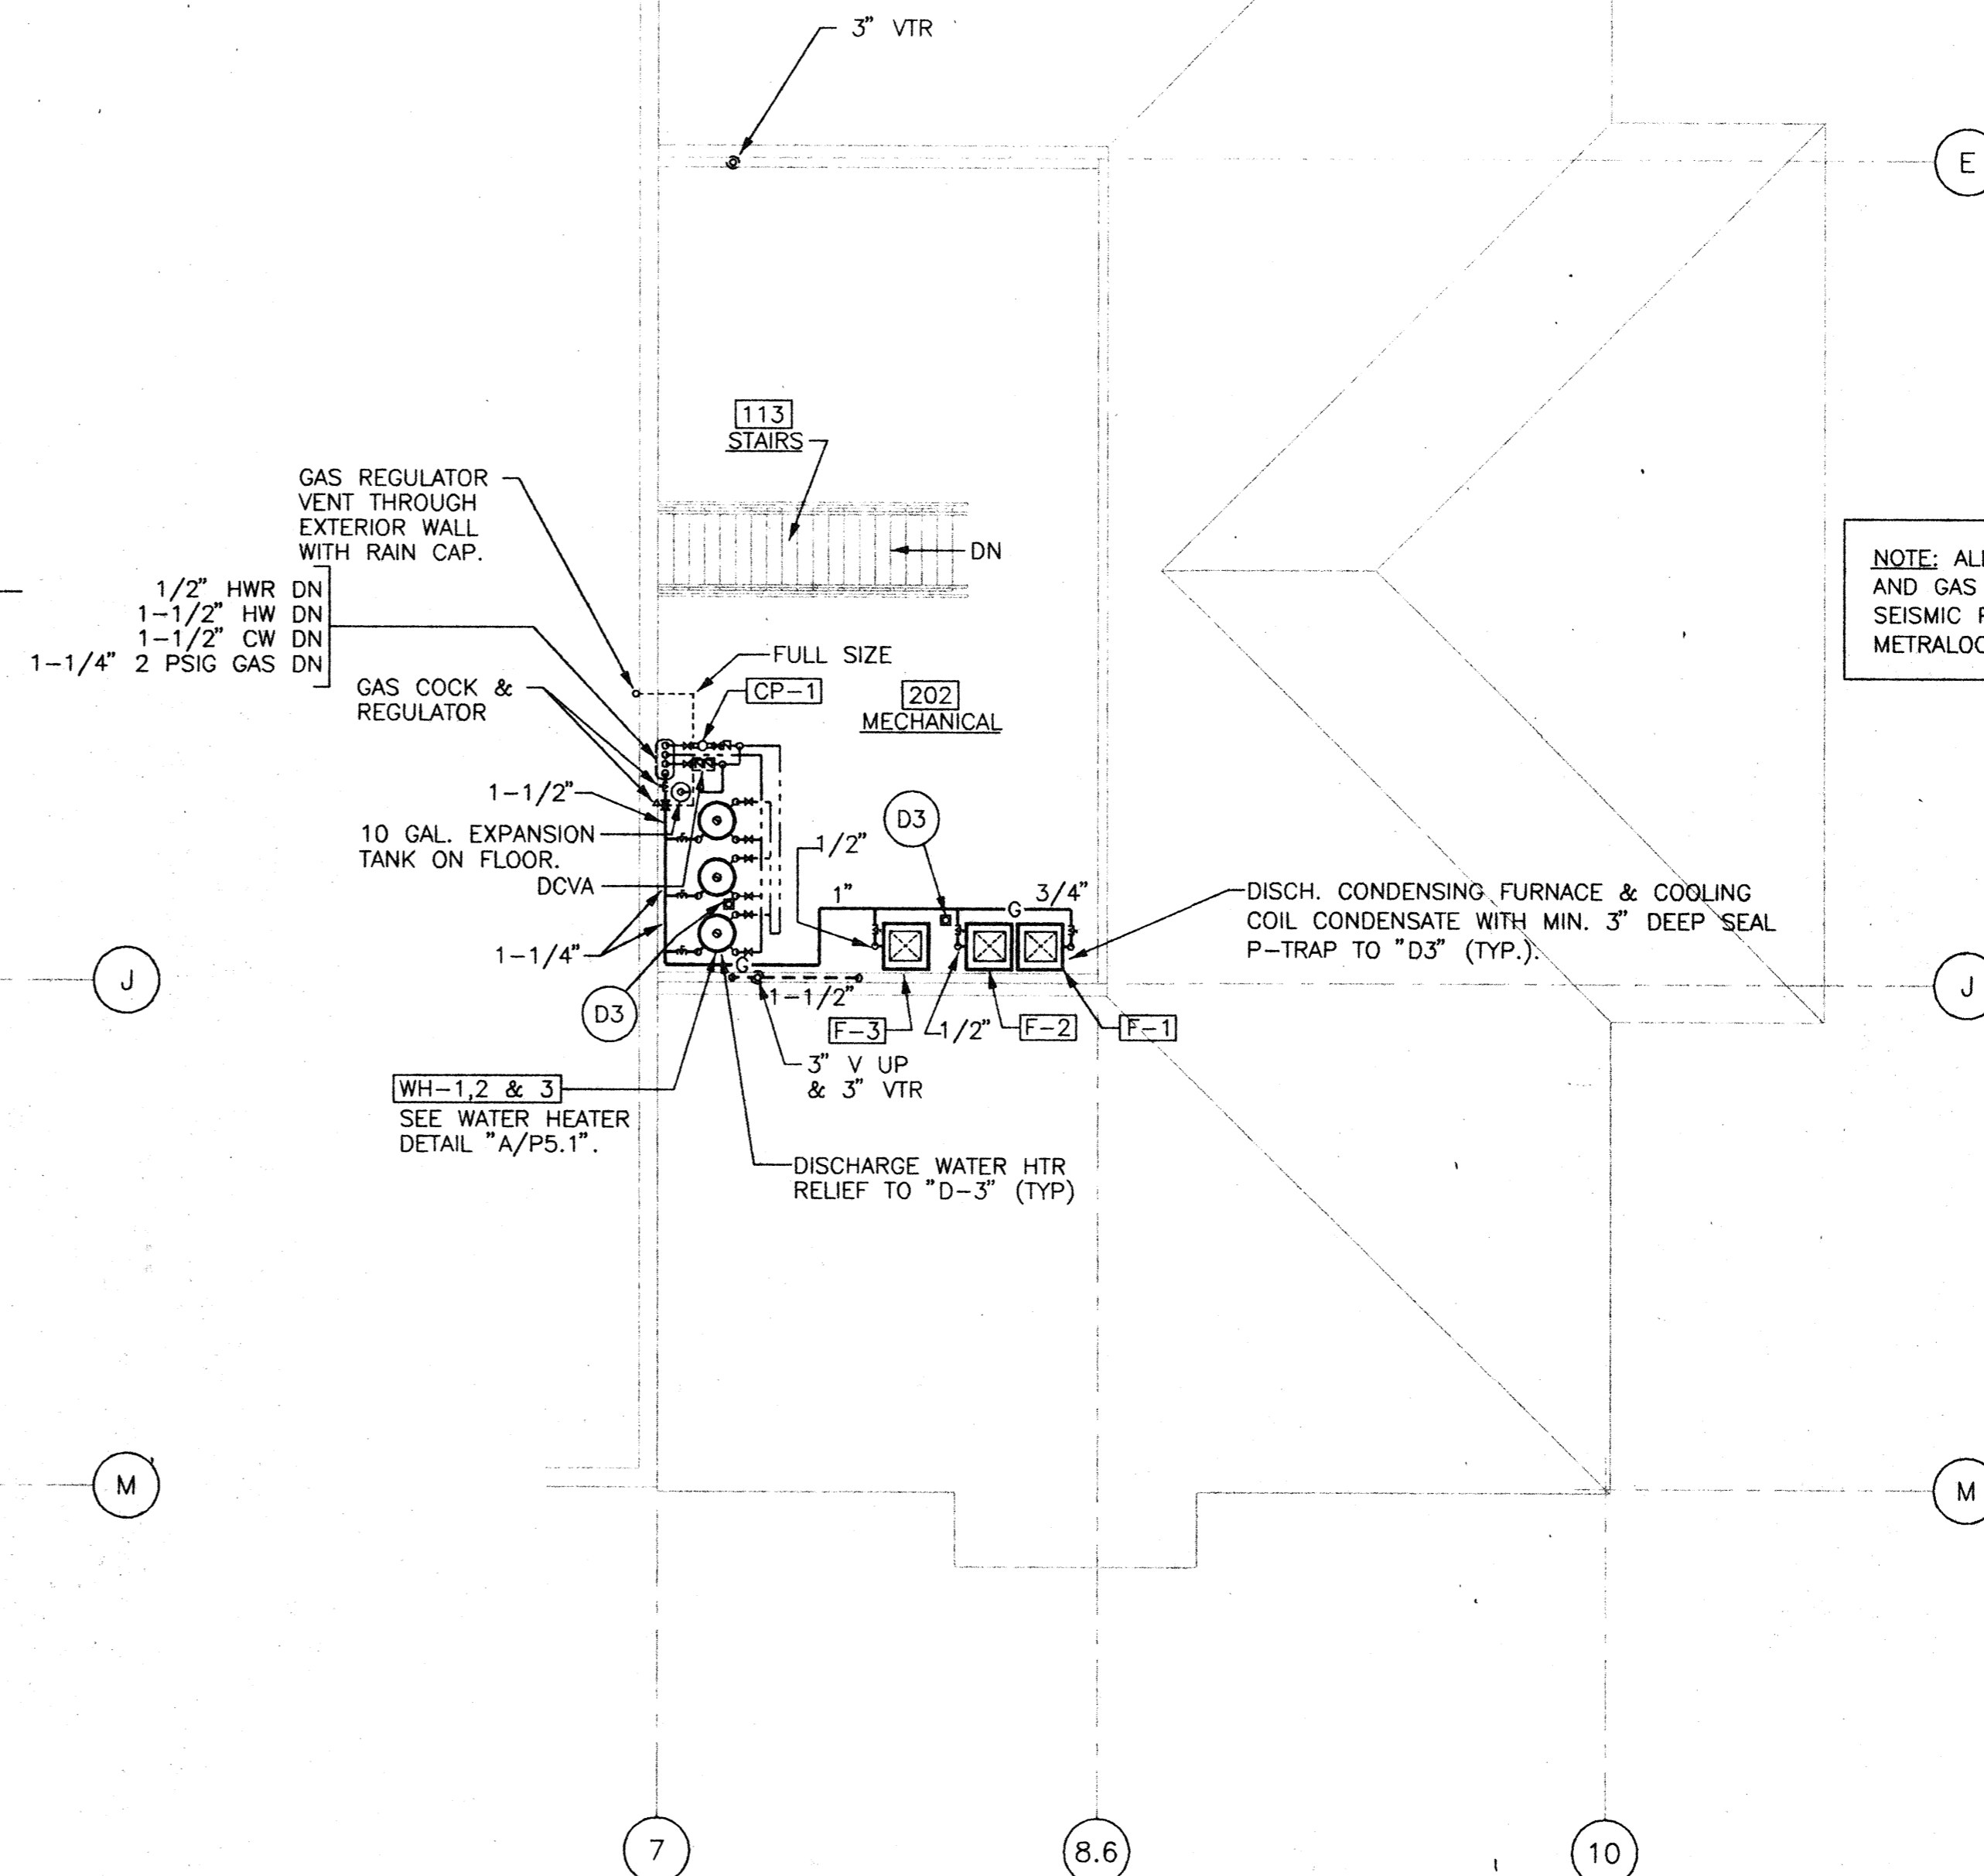 3" VTR
E
113
STAIRS
DN
GAS REGULATOR
VENT THROUGH
EXTERIOR WALL
WITH RAIN CAP.
1/2" HWR DN
1-1/2" HW DN
1-1/2" CW DN
1-1/4" 2 PSIG GAS DN
NOTE:
AND GAS
SEISMIC
FULL SIZE
CP-1
202
MECHANICAL
GAS COCK &
REGULATOR
1-1/2"
10 GAL. EXPANSION
TANK ON FLOOR.
DCVA
D3
1/2"
1"
3/4"
G
DISCH. CONDENSING FURNACE & COOLING
COIL CONDENSATE WITH MIN. 3" DEEP SEAL
P-TRAP TO "D3" (TYP.).
1-1/4"
G
J
J
D3
1-1/2"
F-3
1/2"
F-2
F-1
3" V UP
& 3" VTR
WH-1,2 & 3
SEE WATER HEATER
DETAIL "A/P5.1".
DISCHARGE WATER HTR
RELIEF TO "D-3" (TYP)
M
M
7
8.6
10